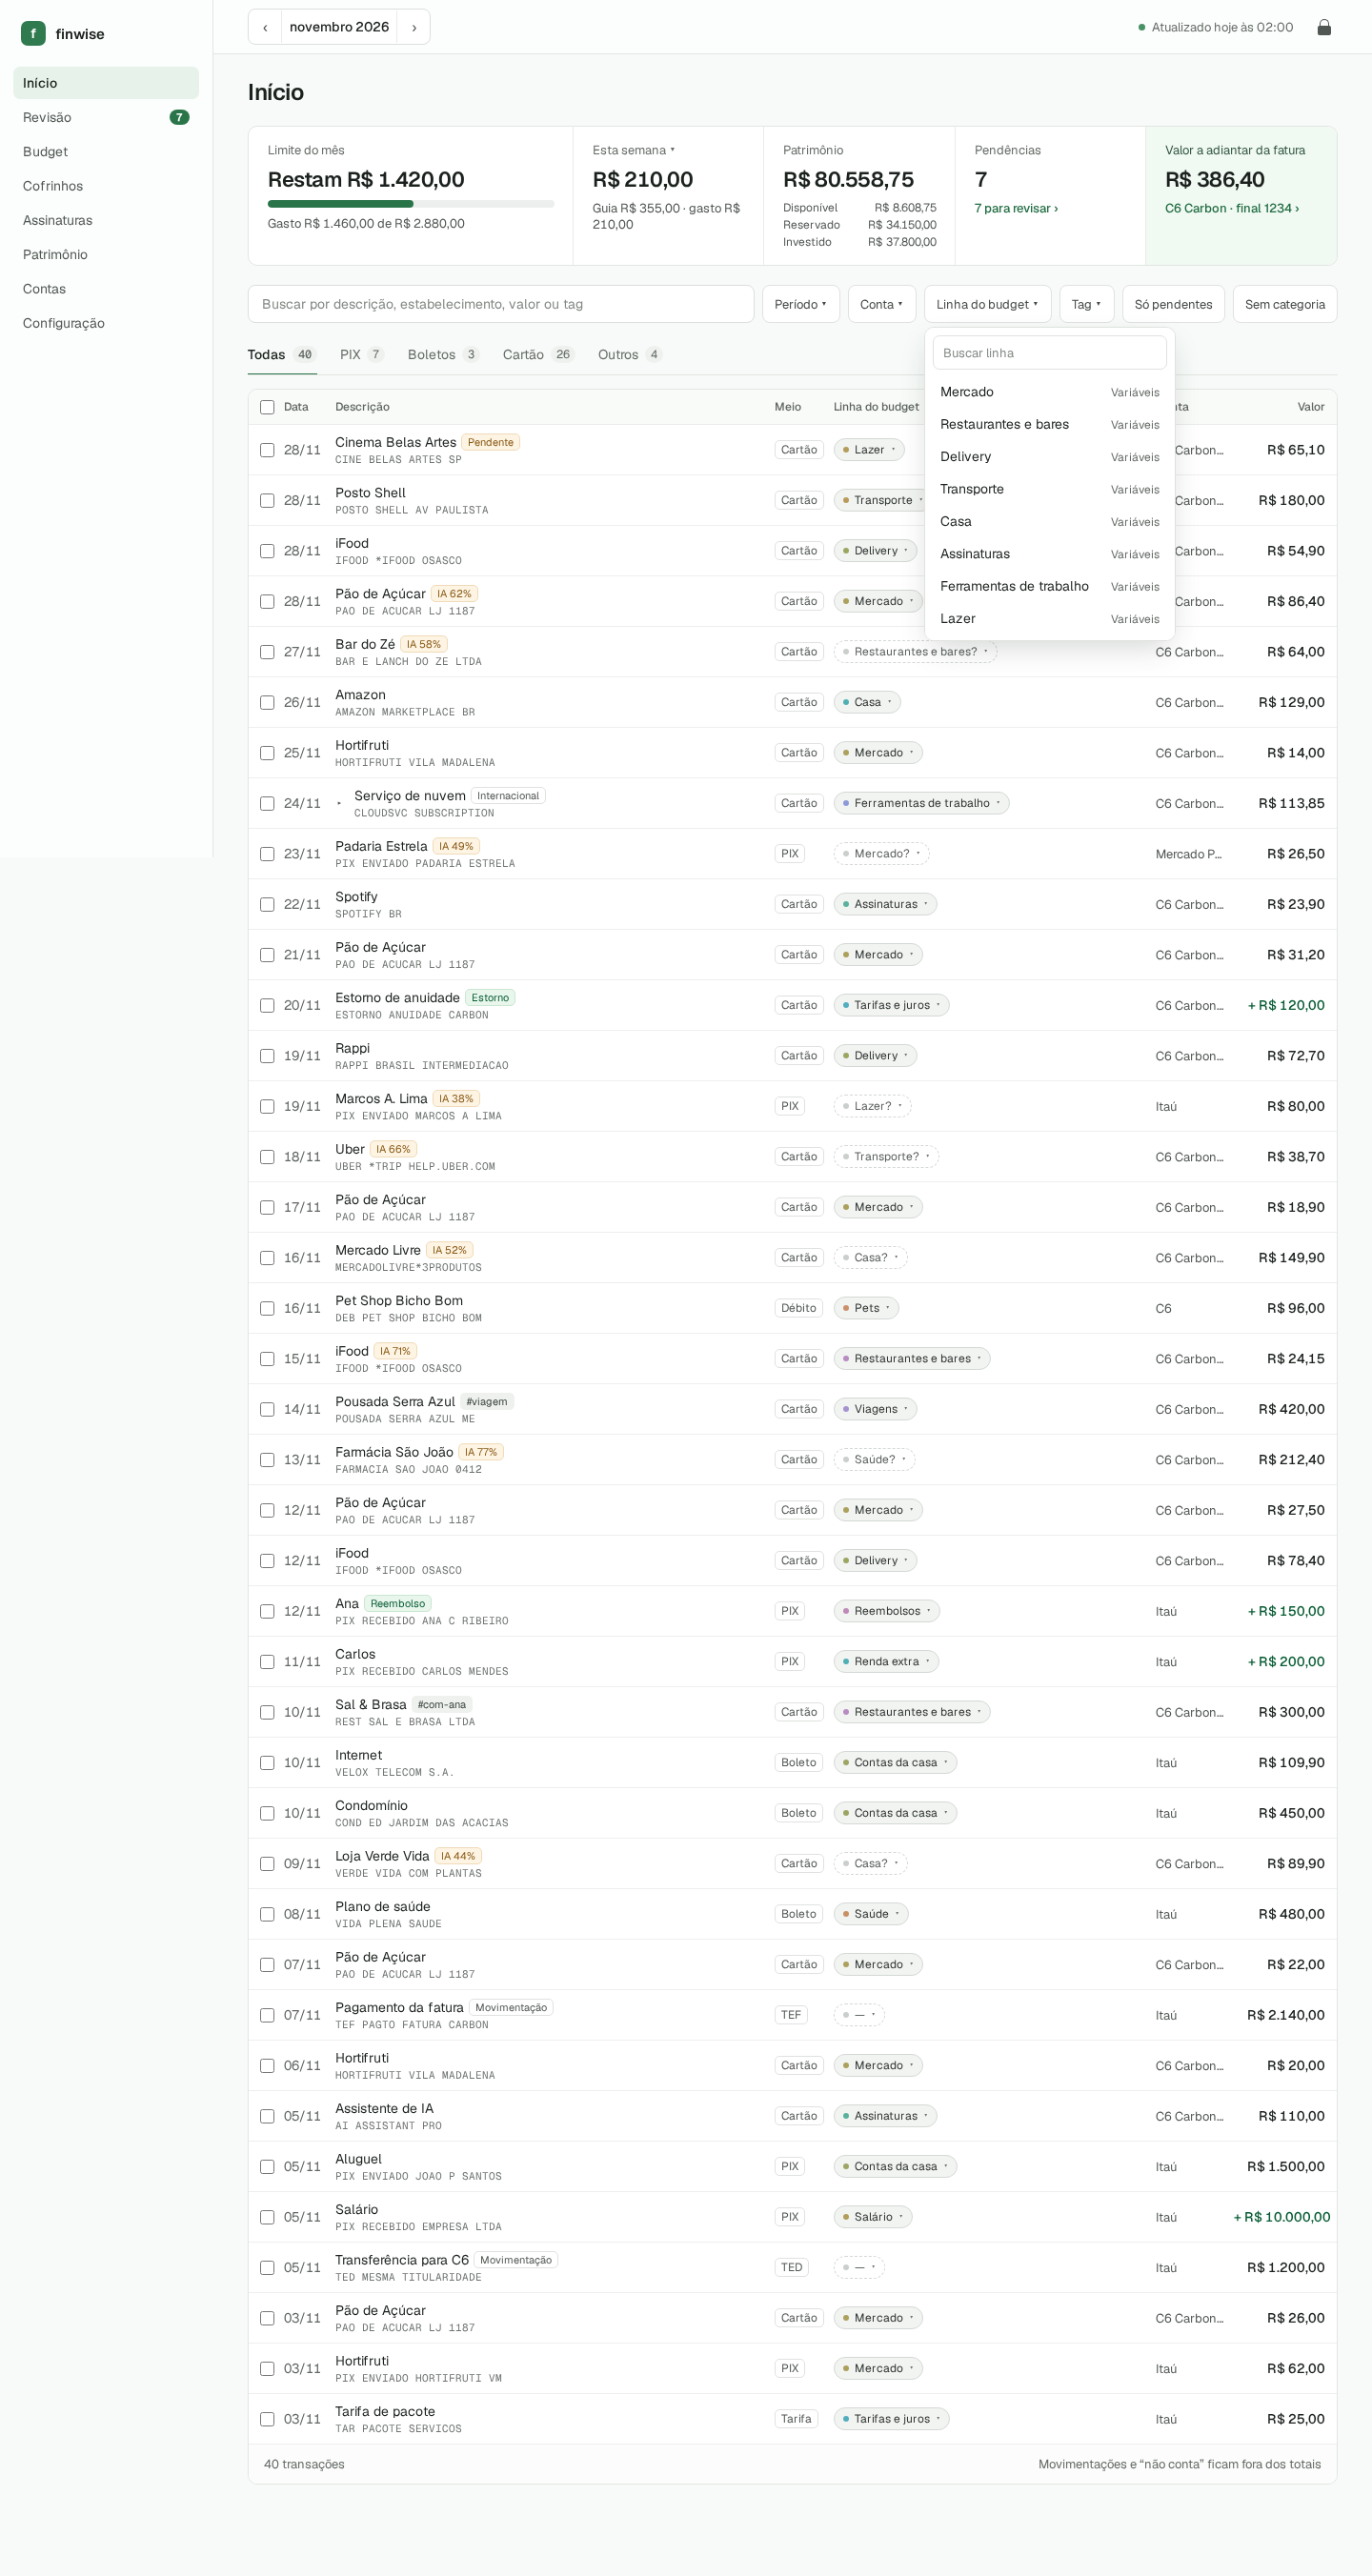 f finwise
Início
Revisão 7
Budget
Cofrinhos
Assinaturas
Patrimônio
Contas
Configuração
‹ novembro 2026 ›
Atualizado hoje às 02:00
Início
Limite do mês
Restam R$ 1.420,00
Gasto R$ 1.460,00 de R$ 2.880,00
Esta semana
R$ 210,00
Guia R$ 355,00 · gasto R$
210,00
Patrimônio
R$ 80.558,75
Disponível R$ 8.608,75
Reservado R$ 34.150,00
Investido R$ 37.800,00
Pendências
7
7 para revisar ›
Valor a adiantar da fatura
R$ 386,40
C6 Carbon · final 1234 ›
Buscar por descrição, estabelecimento, valor ou tag
Período
Conta
Linha do budget
Tag
Só pendentes
Sem categoria
Todas 40
PIX 7
Boletos 3
Cartão 26
Outros 4
Buscar linha
Mercado Variáveis
Restaurantes e bares Variáveis
Delivery Variáveis
Transporte Variáveis
Casa Variáveis
Assinaturas Variáveis
Ferramentas de trabalho Variáveis
Lazer Variáveis
Data Descrição Meio Linha do budget Valor
28/11 Cinema Belas Artes Pendente Cartão Lazer Carbon… R$ 65,10
CINE BELAS ARTES SP
28/11 Posto Shell Cartão Transporte Carbon… R$ 180,00
POSTO SHELL AV PAULISTA
28/11 iFood Cartão Delivery Carbon… R$ 54,90
IFOOD *IFOOD OSASCO
28/11 Pão de Açúcar IA 62% Cartão Mercado Carbon… R$ 86,40
PAO DE ACUCAR LJ 1187
27/11 Bar do Zé IA 58% Cartão Restaurantes e bares? C6 Carbon… R$ 64,00
BAR E LANCH DO ZE LTDA
26/11 Amazon Cartão Casa C6 Carbon… R$ 129,00
AMAZON MARKETPLACE BR
25/11 Hortifruti Cartão Mercado C6 Carbon… R$ 14,00
HORTIFRUTI VILA MADALENA
24/11 Serviço de nuvem Internacional Cartão Ferramentas de trabalho C6 Carbon… R$ 113,85
CLOUDSVC SUBSCRIPTION
23/11 Padaria Estrela IA 49% PIX Mercado? Mercado P… R$ 26,50
PIX ENVIADO PADARIA ESTRELA
22/11 Spotify Cartão Assinaturas C6 Carbon… R$ 23,90
SPOTIFY BR
21/11 Pão de Açúcar Cartão Mercado C6 Carbon… R$ 31,20
PAO DE ACUCAR LJ 1187
20/11 Estorno de anuidade Estorno Cartão Tarifas e juros C6 Carbon… + R$ 120,00
ESTORNO ANUIDADE CARBON
19/11 Rappi Cartão Delivery C6 Carbon… R$ 72,70
RAPPI BRASIL INTERMEDIACAO
19/11 Marcos A. Lima IA 38% PIX Lazer? Itaú R$ 80,00
PIX ENVIADO MARCOS A LIMA
18/11 Uber IA 66% Cartão Transporte? C6 Carbon… R$ 38,70
UBER *TRIP HELP.UBER.COM
17/11 Pão de Açúcar Cartão Mercado C6 Carbon… R$ 18,90
PAO DE ACUCAR LJ 1187
16/11 Mercado Livre IA 52% Cartão Casa? C6 Carbon… R$ 149,90
MERCADOLIVRE*3PRODUTOS
16/11 Pet Shop Bicho Bom Débito Pets C6 R$ 96,00
DEB PET SHOP BICHO BOM
15/11 iFood IA 71% Cartão Restaurantes e bares C6 Carbon… R$ 24,15
IFOOD *IFOOD OSASCO
14/11 Pousada Serra Azul #viagem Cartão Viagens C6 Carbon… R$ 420,00
POUSADA SERRA AZUL ME
13/11 Farmácia São João IA 77% Cartão Saúde? C6 Carbon… R$ 212,40
FARMACIA SAO JOAO 0412
12/11 Pão de Açúcar Cartão Mercado C6 Carbon… R$ 27,50
PAO DE ACUCAR LJ 1187
12/11 iFood Cartão Delivery C6 Carbon… R$ 78,40
IFOOD *IFOOD OSASCO
12/11 Ana Reembolso PIX Reembolsos Itaú + R$ 150,00
PIX RECEBIDO ANA C RIBEIRO
11/11 Carlos PIX Renda extra Itaú + R$ 200,00
PIX RECEBIDO CARLOS MENDES
10/11 Sal & Brasa #com-ana Cartão Restaurantes e bares C6 Carbon… R$ 300,00
REST SAL E BRASA LTDA
10/11 Internet Boleto Contas da casa Itaú R$ 109,90
VELOX TELECOM S.A.
10/11 Condomínio Boleto Contas da casa Itaú R$ 450,00
COND ED JARDIM DAS ACACIAS
09/11 Loja Verde Vida IA 44% Cartão Casa? C6 Carbon… R$ 89,90
VERDE VIDA COM PLANTAS
08/11 Plano de saúde Boleto Saúde Itaú R$ 480,00
VIDA PLENA SAUDE
07/11 Pão de Açúcar Cartão Mercado C6 Carbon… R$ 22,00
PAO DE ACUCAR LJ 1187
07/11 Pagamento da fatura Movimentação TEF — Itaú R$ 2.140,00
TEF PAGTO FATURA CARBON
06/11 Hortifruti Cartão Mercado C6 Carbon… R$ 20,00
HORTIFRUTI VILA MADALENA
05/11 Assistente de IA Cartão Assinaturas C6 Carbon… R$ 110,00
AI ASSISTANT PRO
05/11 Aluguel PIX Contas da casa Itaú R$ 1.500,00
PIX ENVIADO JOAO P SANTOS
05/11 Salário PIX Salário Itaú + R$ 10.000,00
PIX RECEBIDO EMPRESA LTDA
05/11 Transferência para C6 Movimentação TED — Itaú R$ 1.200,00
TED MESMA TITULARIDADE
03/11 Pão de Açúcar Cartão Mercado C6 Carbon… R$ 26,00
PAO DE ACUCAR LJ 1187
03/11 Hortifruti PIX Mercado Itaú R$ 62,00
PIX ENVIADO HORTIFRUTI VM
03/11 Tarifa de pacote Tarifa Tarifas e juros Itaú R$ 25,00
TAR PACOTE SERVICOS
40 transações
Movimentações e “não conta” ficam fora dos totais